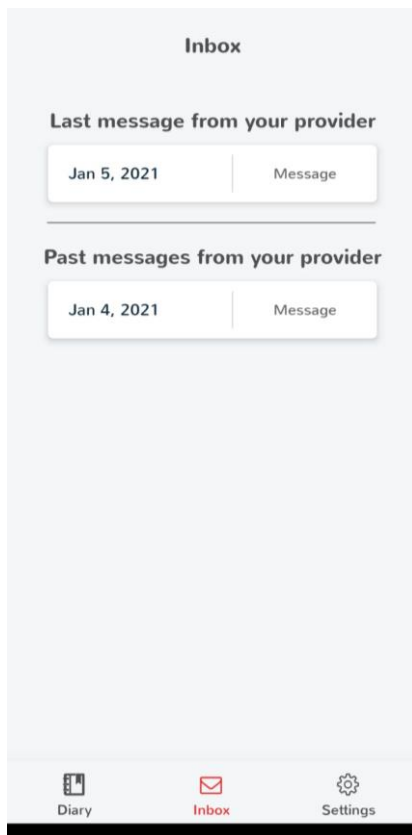 Inbox
Last message from your provider
Jan 5, 2021 Message
Past messages from your provider
Jan 4, 2021 Message
Diary Inbox Settings